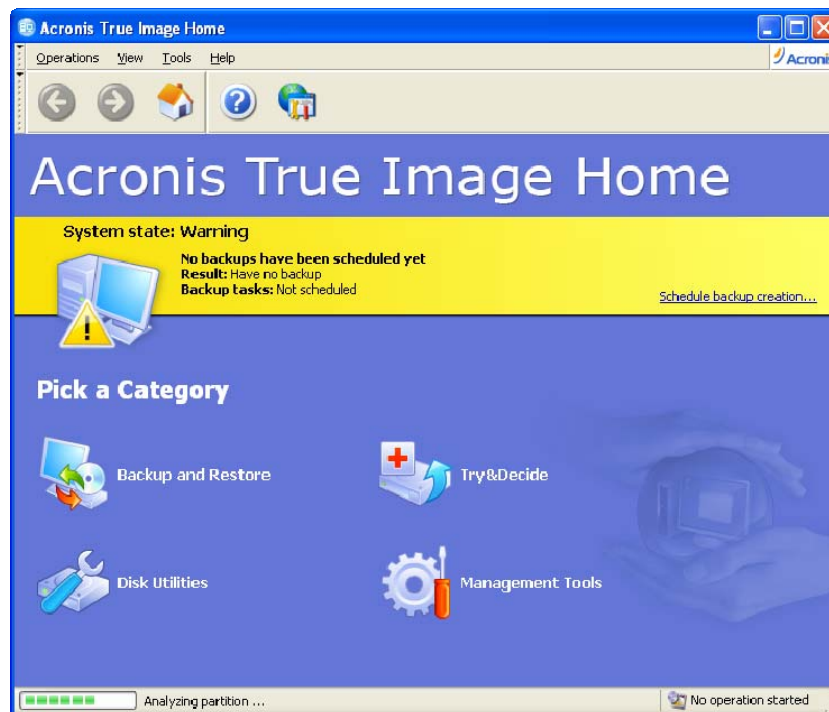 Acronis True Image Home
Operations View Tools Help
Acronis
Acronis True Image Home
System state: Warning
No backups have been scheduled yet
Result: Have no backup
Backup tasks: Not scheduled
Schedule backup creation...
Pick a Category
Backup and Restore
Try&Decide
Disk Utilities
Management Tools
Analyzing partition ...
No operation started